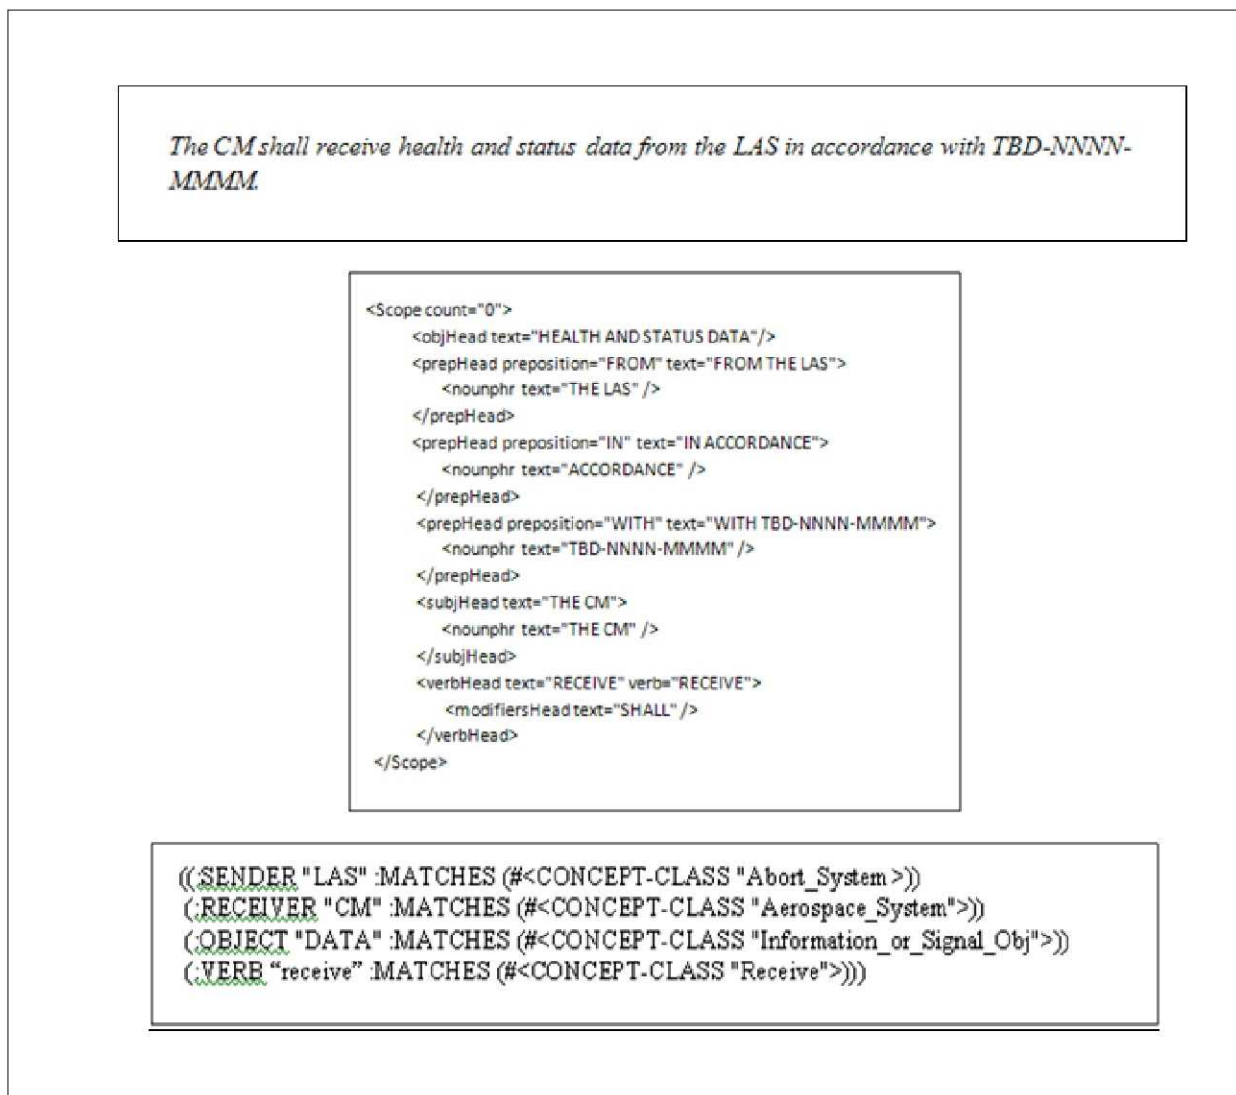 The CM shall receive health and status data from the LAS in accordance with TBD-NNNN-
MMMM.
<Scope count="0">
<objHead text="HEALTH AND STATUS DATA"/>
<prepHead preposition="FROM" text="FROM THE LAS">
<nounphr text="THE LAS" />
</prepHead>
<prepHead preposition="IN" text="IN ACCORDANCE">
<nounphr text="ACCORDANCE" />
</prepHead>
<prepHead preposition="WITH" text="WITH TBD-NNNN-MMMM">
<nounphr text="TBD-NNNN-MMMM" />
</prepHead>
<subjHead text="THE CM">
<nounphr text="THE CM" />
</subjHead>
<verbHead text="RECEIVE" verb="RECEIVE">
<modifiersHead text="SHALL" />
</verbHead>
</Scope>
((:SENDER "LAS" :MATCHES (#<CONCEPT-CLASS "Abort_System>))
(:RECEIVER "CM" :MATCHES (#<CONCEPT-CLASS "Aerospace_System">))
(:OBJECT "DATA" :MATCHES (#<CONCEPT-CLASS "Information_or_Signal_Obj">))
(:VERB “receive” :MATCHES (#<CONCEPT-CLASS "Receive">)))